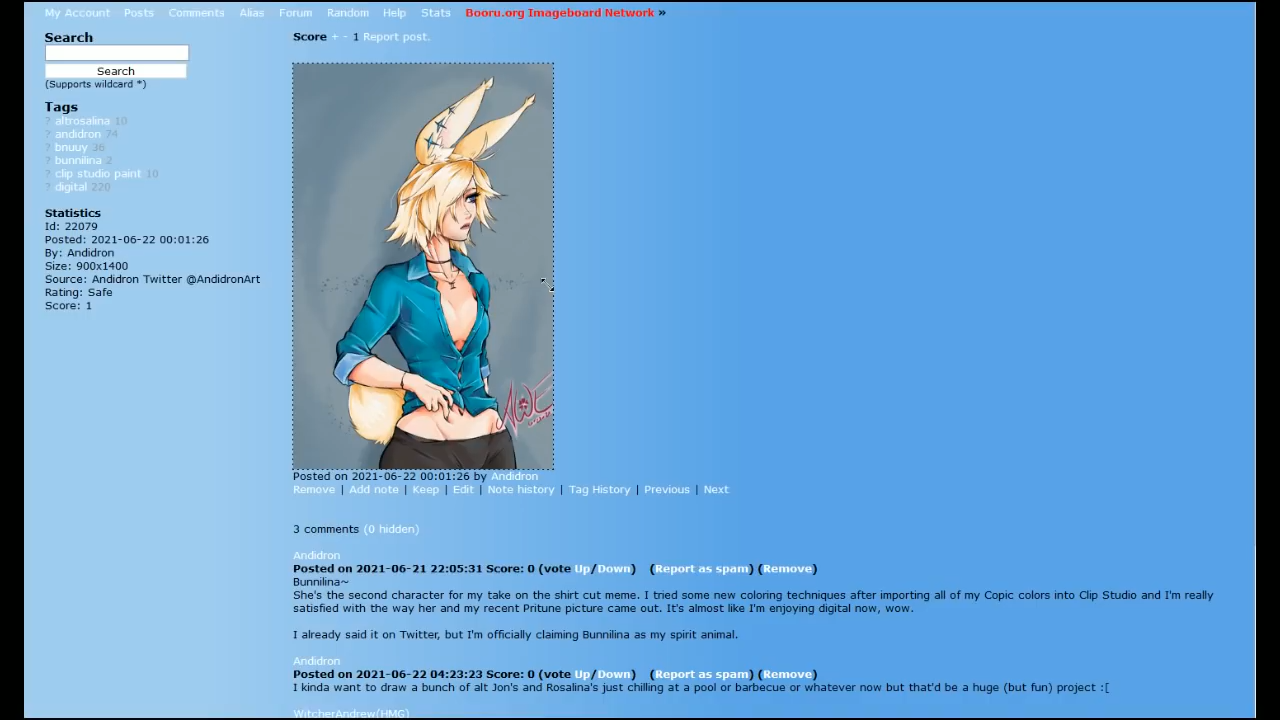 My Account Posts Comments Alias Forum Random Help Stats Booru.org Imageboard Network »
Search
Search
(Supports wildcard *)
Tags
? altrosalina 10
? andidron 74
? bnuuy 36
? bunnilina 2
? clip studio paint 10
? digital 220
Statistics
Id: 22079
Posted: 2021-06-22 00:01:26
By: Andidron
Size: 900x1400
Source: Andidron Twitter @AndidronArt
Rating: Safe
Score: 1
Score + - 1 Report post.
Posted on 2021-06-22 00:01:26 by Andidron
Remove | Add note | Keep | Edit | Note history | Tag History | Previous | Next
3 comments (0 hidden)
Andidron
Posted on 2021-06-21 22:05:31 Score: 0 (vote Up/Down) (Report as spam) (Remove)
Bunnilina~
She's the second character for my take on the shirt cut meme. I tried some new coloring techniques after importing all of my Copic colors into Clip Studio and I'm really
satisfied with the way her and my recent Pritune picture came out. It's almost like I'm enjoying digital now, wow.
I already said it on Twitter, but I'm officially claiming Bunnilina as my spirit animal.
Andidron
Posted on 2021-06-22 04:23:23 Score: 0 (vote Up/Down) (Report as spam) (Remove)
I kinda want to draw a bunch of alt Jon's and Rosalina's just chilling at a pool or barbecue or whatever now but that'd be a huge (but fun) project :[
WitcherAndrew(HMG)